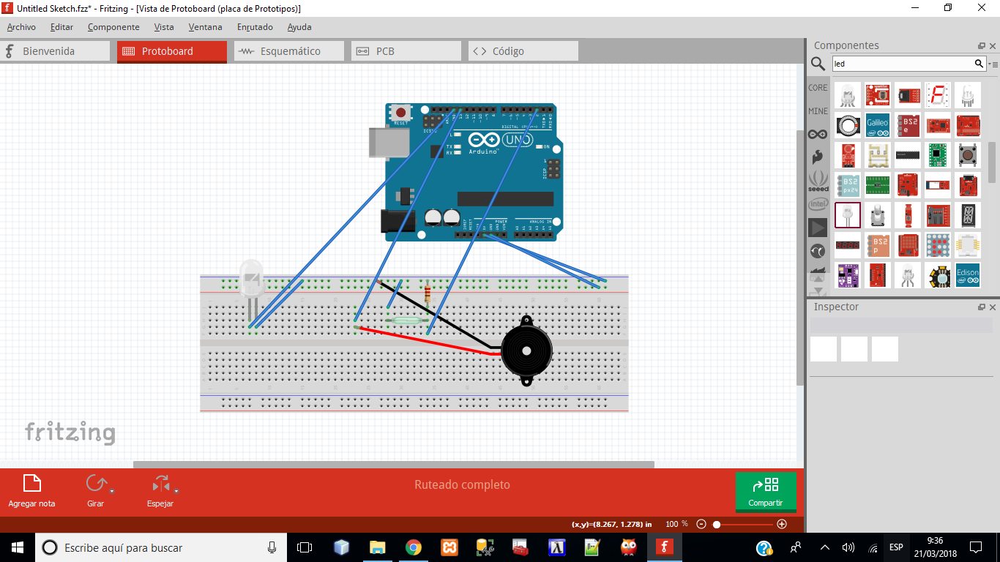 Untitled Sketch.fzz* - Fritzing - [Vista de Protoboard (placa de Prototipos)]
Archivo Editar Componente Vista Ventana Enrutado Ayuda
Bienvenida Protoboard Esquemático PCB Código
Componentes
led
CORE
MINE
seeed
intel
Galileo
Edison
RESET
ICSP
L
TX
RX
DIGITAL
UNO
Arduino
ON
ICSP
POWER
ANALOG IN
fritzing
Inspector
Agregar nota
Girar
Espejar
Ruteado completo
Compartir
(x,y)=(8.267, 1.278) in 100 %
Escribe aquí para buscar
ESP
9:36
21/03/2018